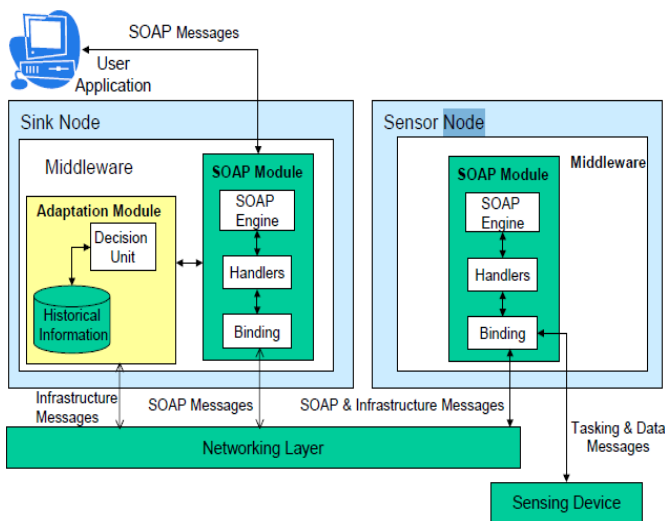 SOAP Messages
User
Application
Sink Node
Middleware
Adaptation Module
Decision
Unit
Historical
Information
SOAP Module
SOAP
Engine
Handlers
Binding
Sensor Node
Middleware
SOAP Module
SOAP
Engine
Handlers
Binding
Infrastructure
Messages
SOAP Messages
SOAP & Infrastructure Messages
Tasking & Data
Messages
Networking Layer
Sensing Device